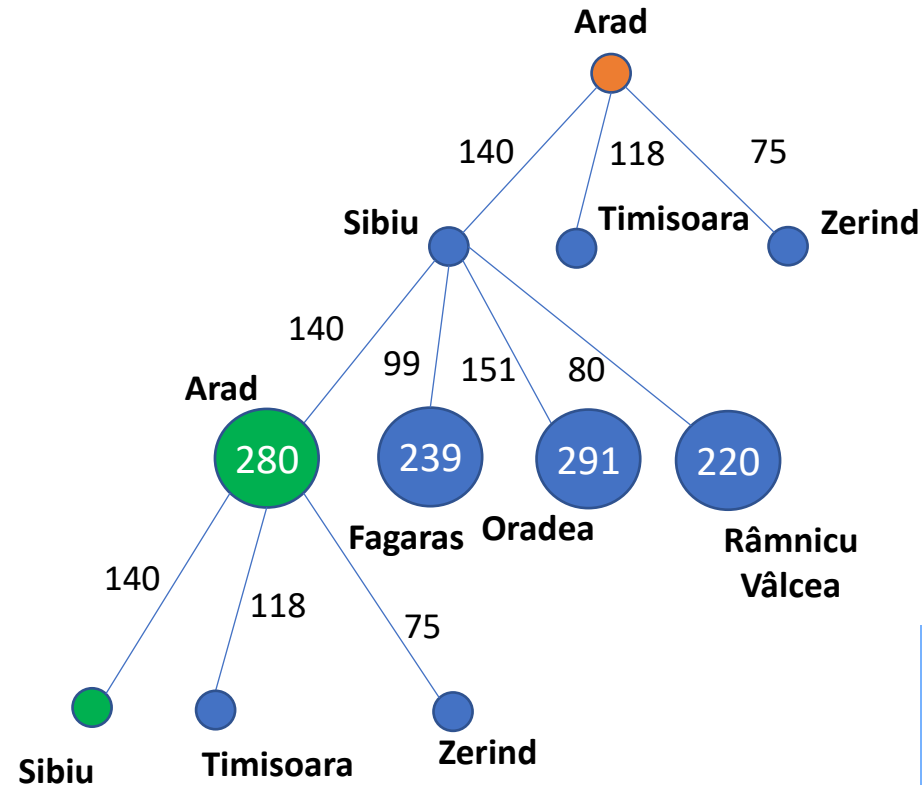 Arad
140
118
75
Sibiu
Timisoara
Zerind
140
99
151
80
Arad
280
239
291
220
Fagaras
Oradea
Râmnicu
Vâlcea
140
118
75
Sibiu
Timisoara
Zerind